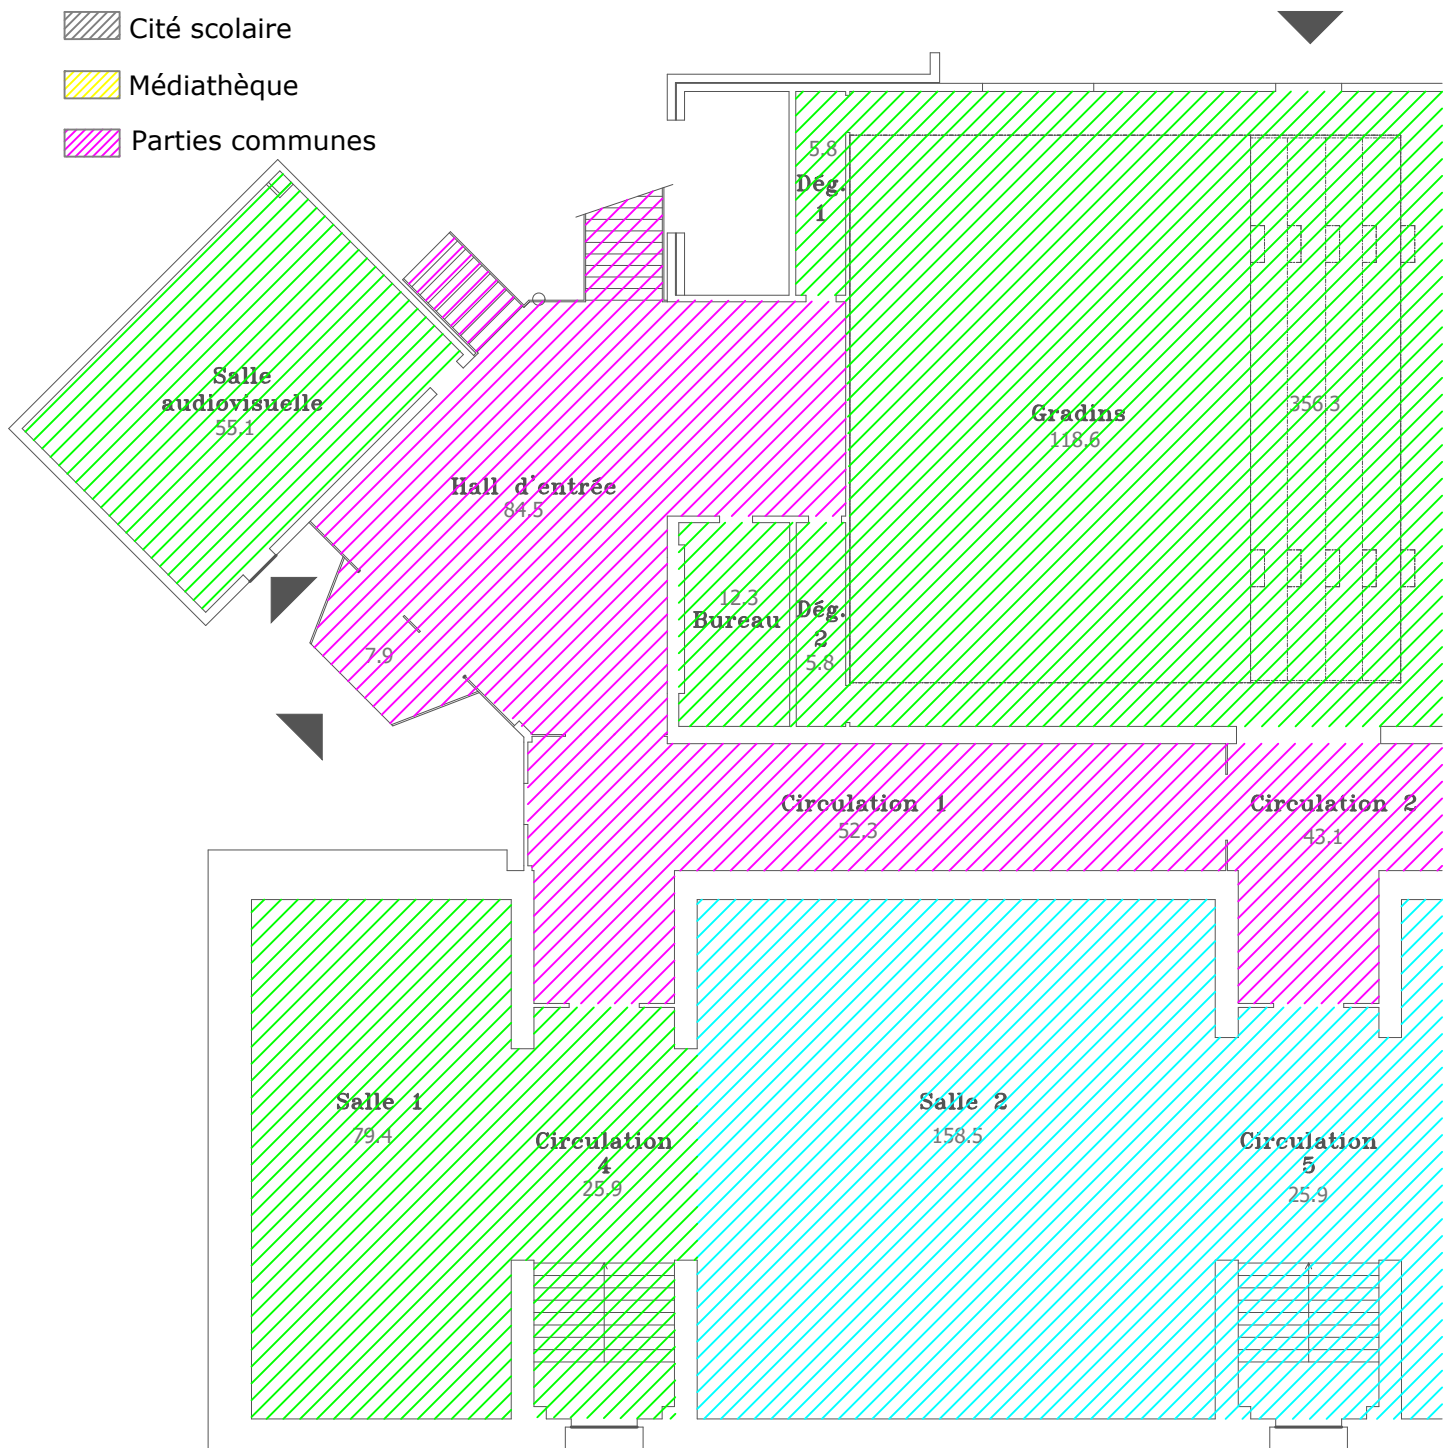 Cité scolaire
Médiathèque
Parties communes
5.8
Dég.
1
Salle
audiovisuelle
55.1
Gradins
118.6
356.3
Hall d'entrée
84.5
12.3
Bureau
Dég.
2
5.8
7.9
Circulation 1
52.3
Circulation 2
43.1
Salle 1
79.4
Circulation
4
25.9
Salle 2
158.5
Circulation
5
25.9